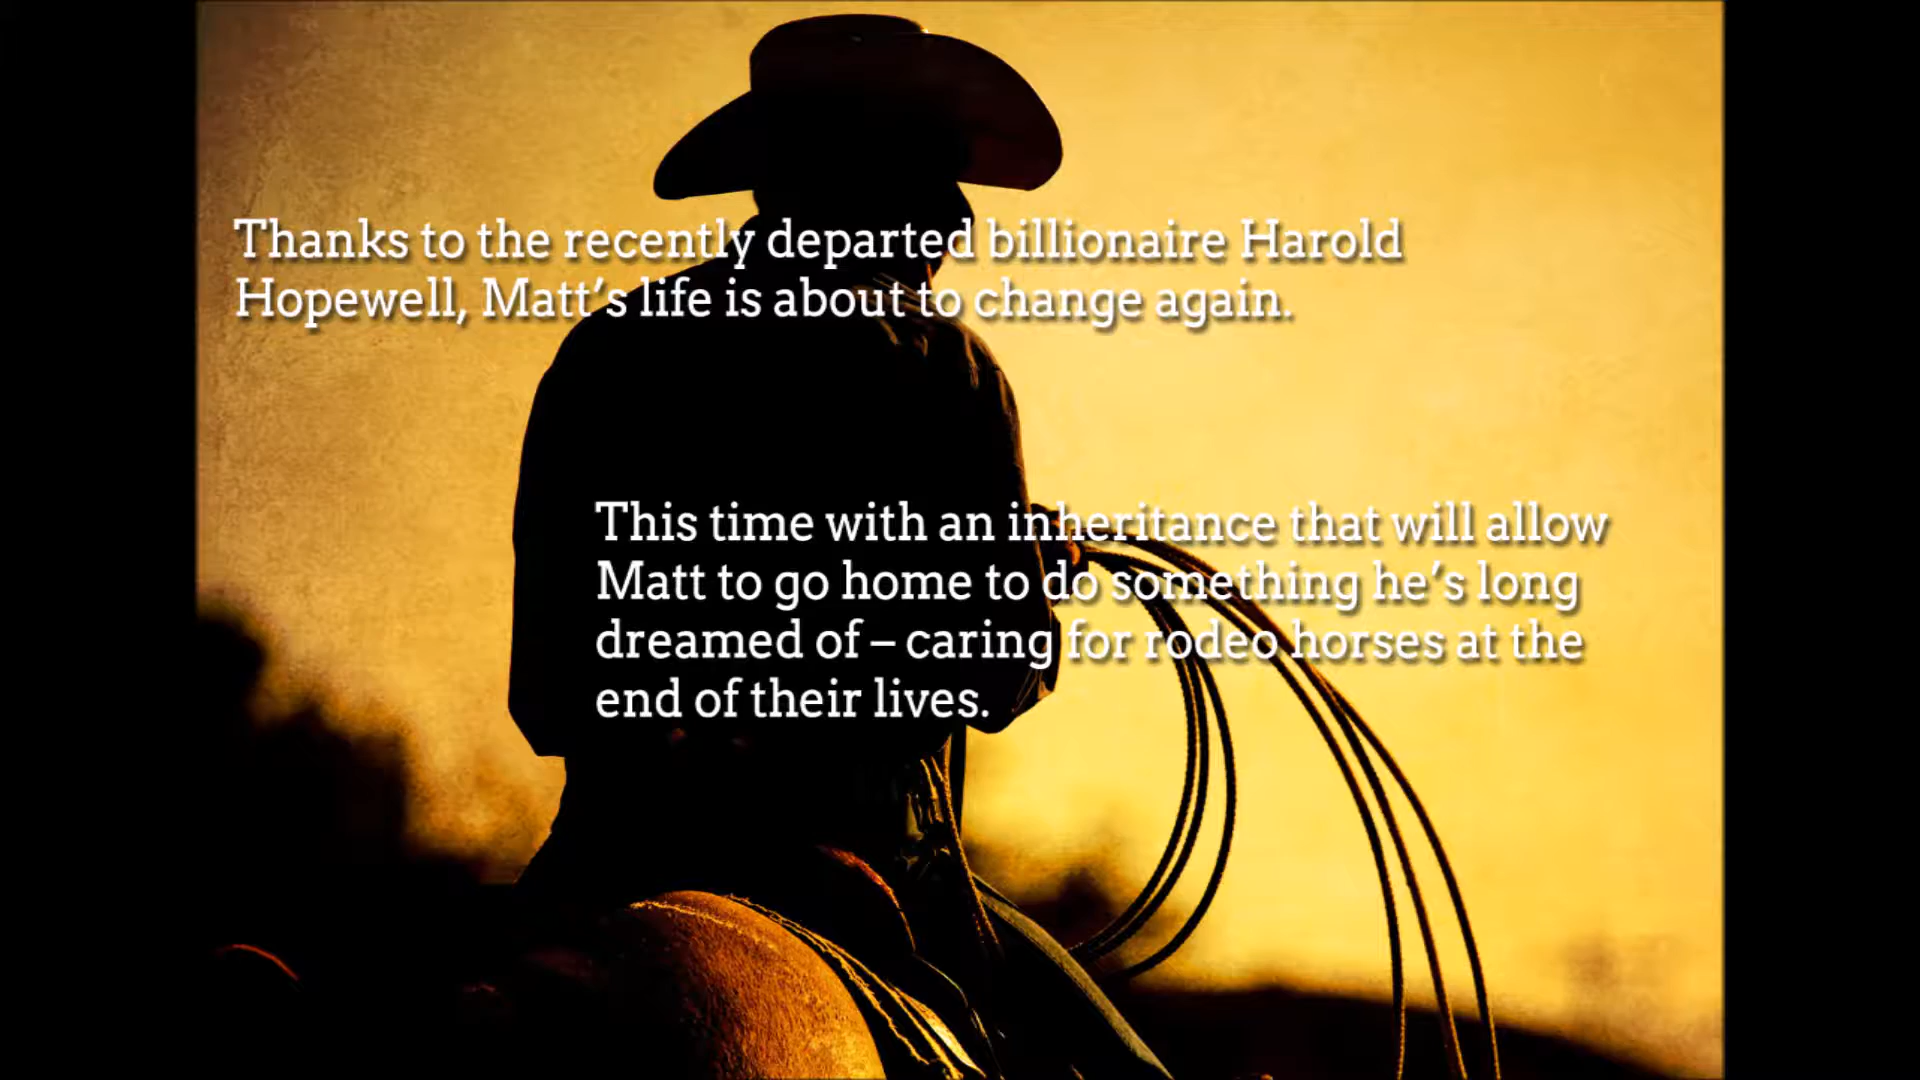 Thanks to the recently departed billionaire Harold
Hopewell, Matt’s life is about to change again.
This time with an inheritance that will allow
Matt to go home to do something he’s long
dreamed of – caring for rodeo horses at the
end of their lives.